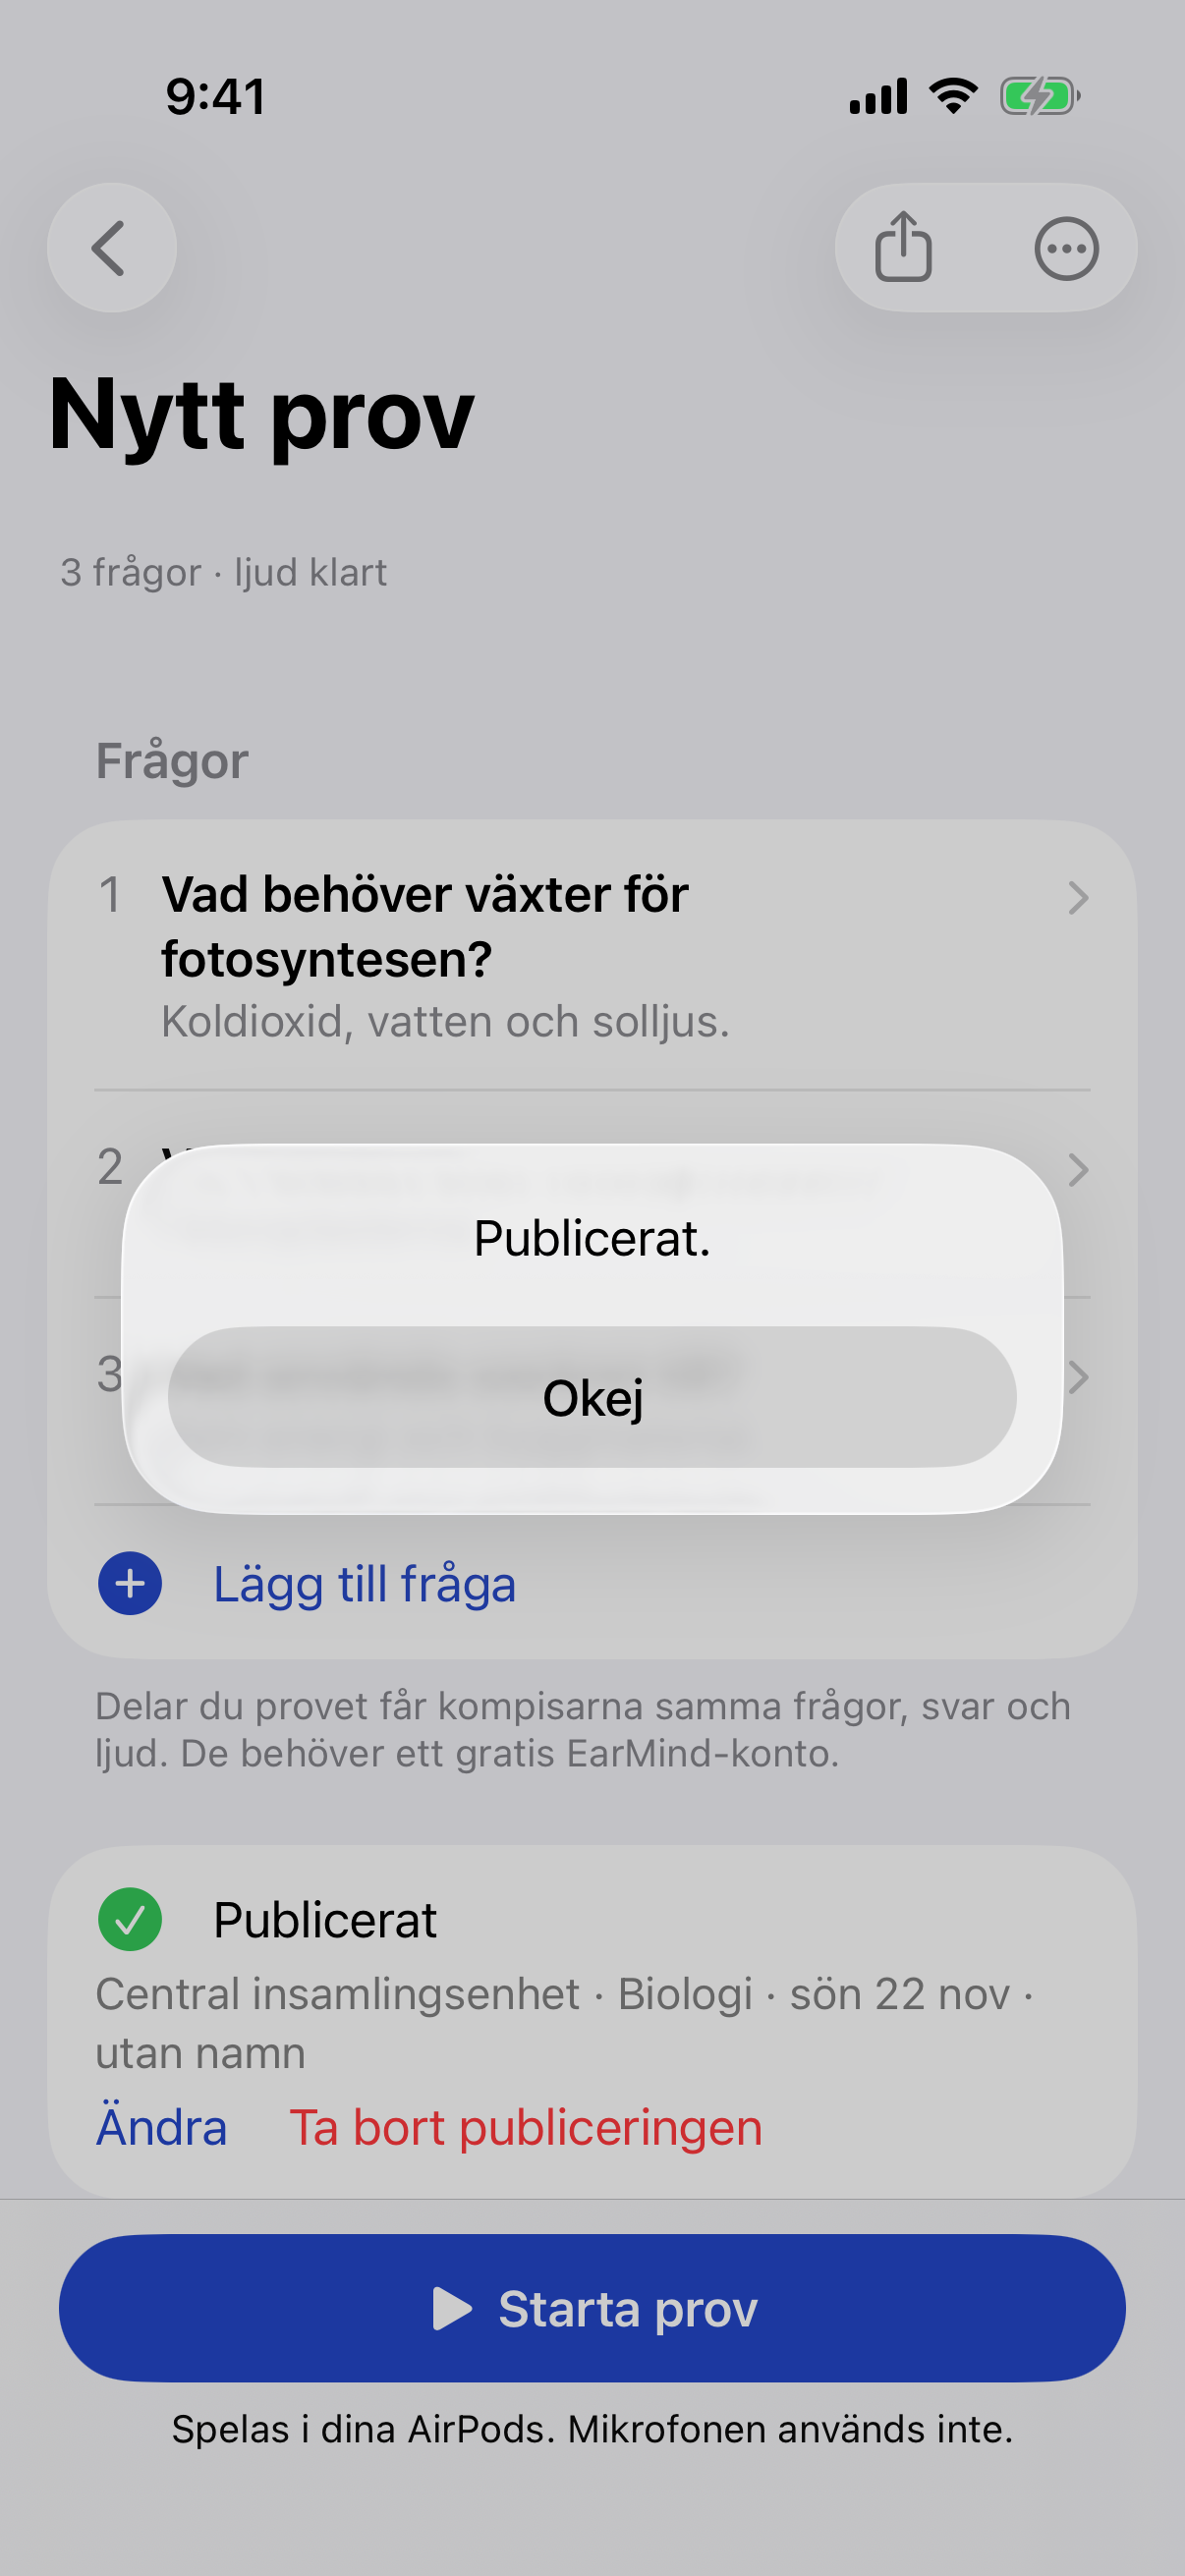 9:41
Nytt prov
3 frågor · ljud klart
Frågor
1 Vad behöver växter för
fotosyntesen?
Koldioxid, vatten och solljus.
2
Publicerat.
3
Okej
Lägg till fråga
Delar du provet får kompisarna samma frågor, svar och
ljud. De behöver ett gratis EarMind-konto.
Publicerat
Central insamlingsenhet · Biologi · sön 22 nov ·
utan namn
Ändra Ta bort publiceringen
Starta prov
Spelas i dina AirPods. Mikrofonen används inte.